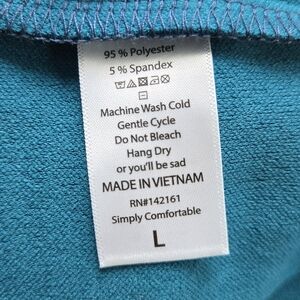 95 % Polyester
5 % Spandex
Machine Wash Cold
Gentle Cycle
Do Not Bleach
Hang Dry
or you'll be sad
MADE IN VIETNAM
RN#142161
Simply Comfortable
L